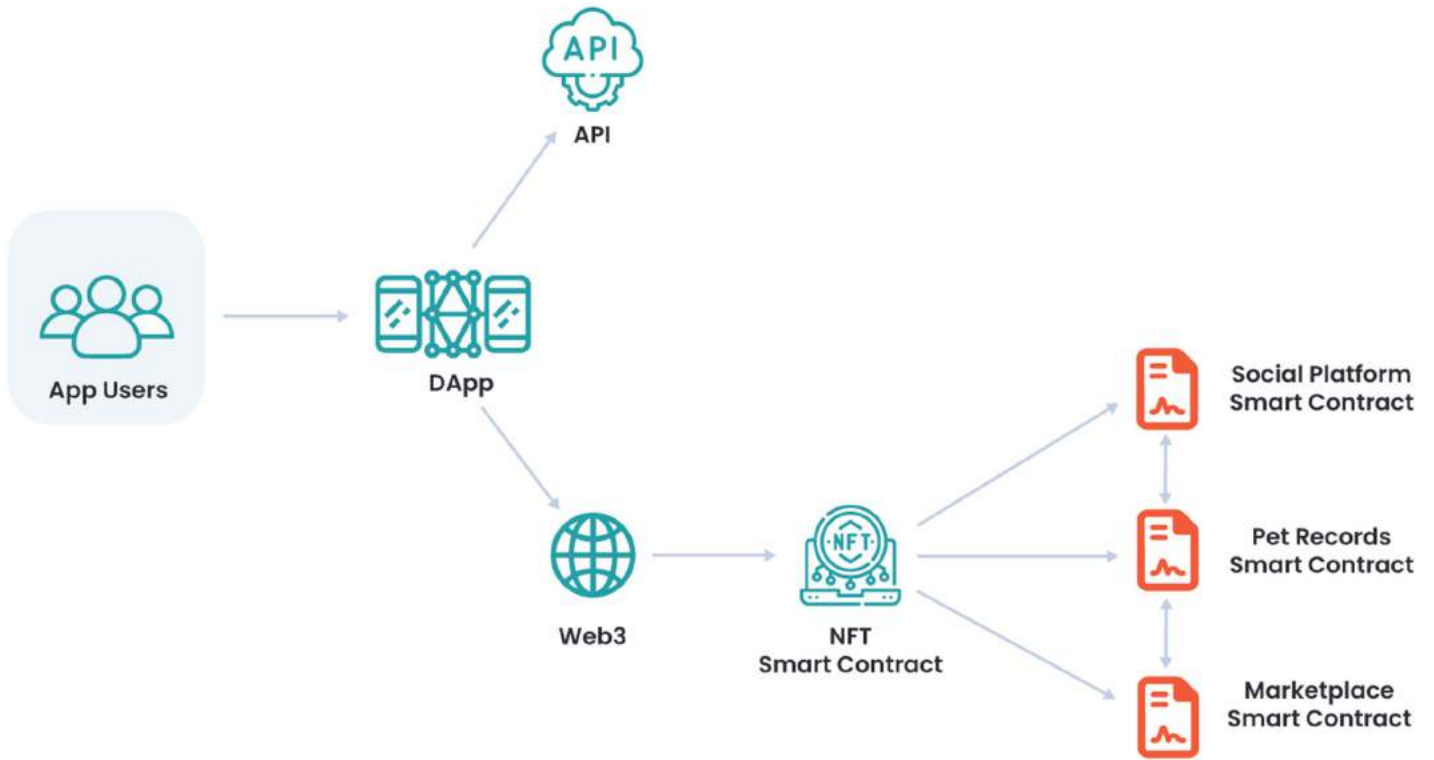 API
API
App Users
DApp
Social Platform
Smart Contract
NFT
Pet Records
Smart Contract
Web3
NFT
Smart Contract
Marketplace
Smart Contract